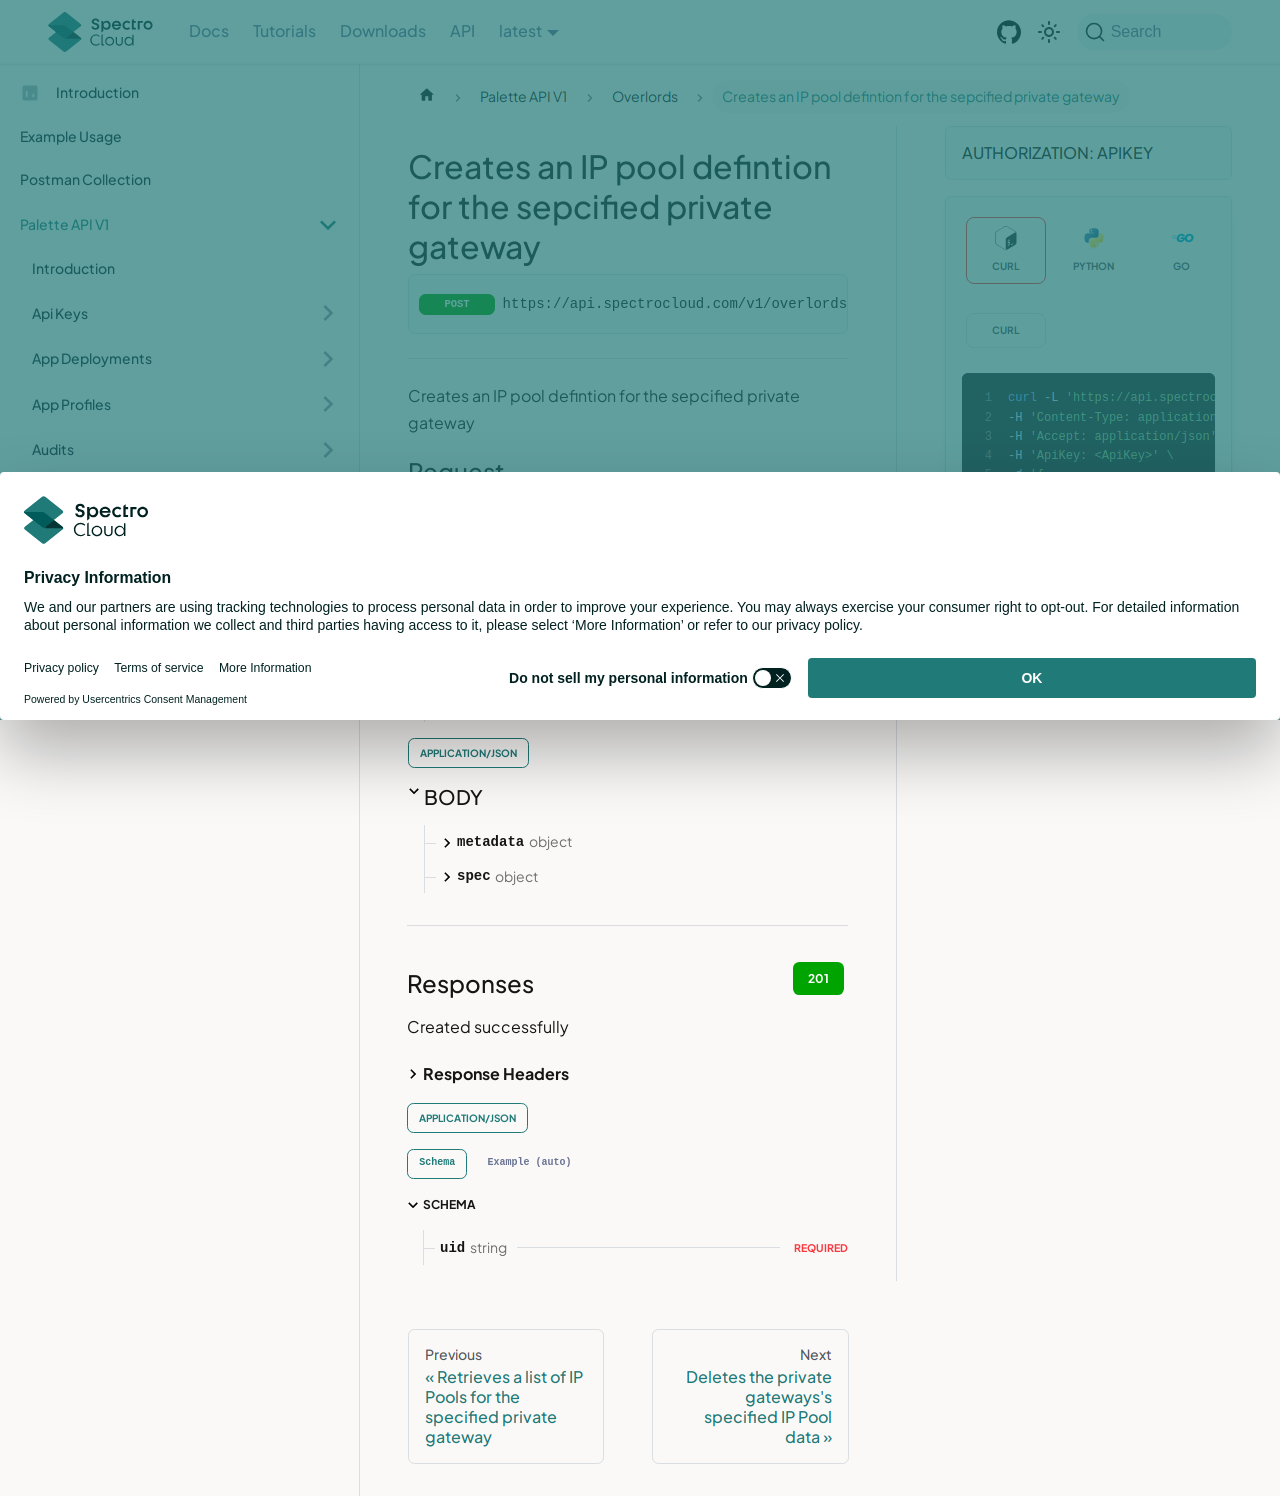 Spectro Cloud
Docs
Tutorials
Downloads
API
latest
Search
Introduction
Example Usage
Postman Collection
Palette API V1
Introduction
Api Keys
App Deployments
App Profiles
Audits
Palette API V1
Overlords
Creates an IP pool defintion for the sepcified private gateway
Creates an IP pool defintion
for the sepcified private
gateway
POST
https://api.spectrocloud.com/v1/overlords
Creates an IP pool defintion for the sepcified private
gateway
Request
AUTHORIZATION: APIKEY
CURL
PYTHON
GO
CURL
1 curl -L 'https://api.spectroc
2 -H 'Content-Type: application
3 -H 'Accept: application/json'
4 -H 'ApiKey: <ApiKey>' \
Spectro
Cloud
Privacy Information
We and our partners are using tracking technologies to process personal data in order to improve your experience. You may always exercise your consumer right to opt-out. For detailed information
about personal information we collect and third parties having access to it, please select ‘More Information’ or refer to our privacy policy.
Privacy policy
Terms of service
More Information
Powered by Usercentrics Consent Management
Do not sell my personal information
OK
APPLICATION/JSON
BODY
metadata object
spec object
Responses
201
Created successfully
Response Headers
APPLICATION/JSON
Schema
Example (auto)
SCHEMA
uid string
REQUIRED
Previous
« Retrieves a list of IP
Pools for the
specified private
gateway
Next
Deletes the private
gateways's
specified IP Pool
data »